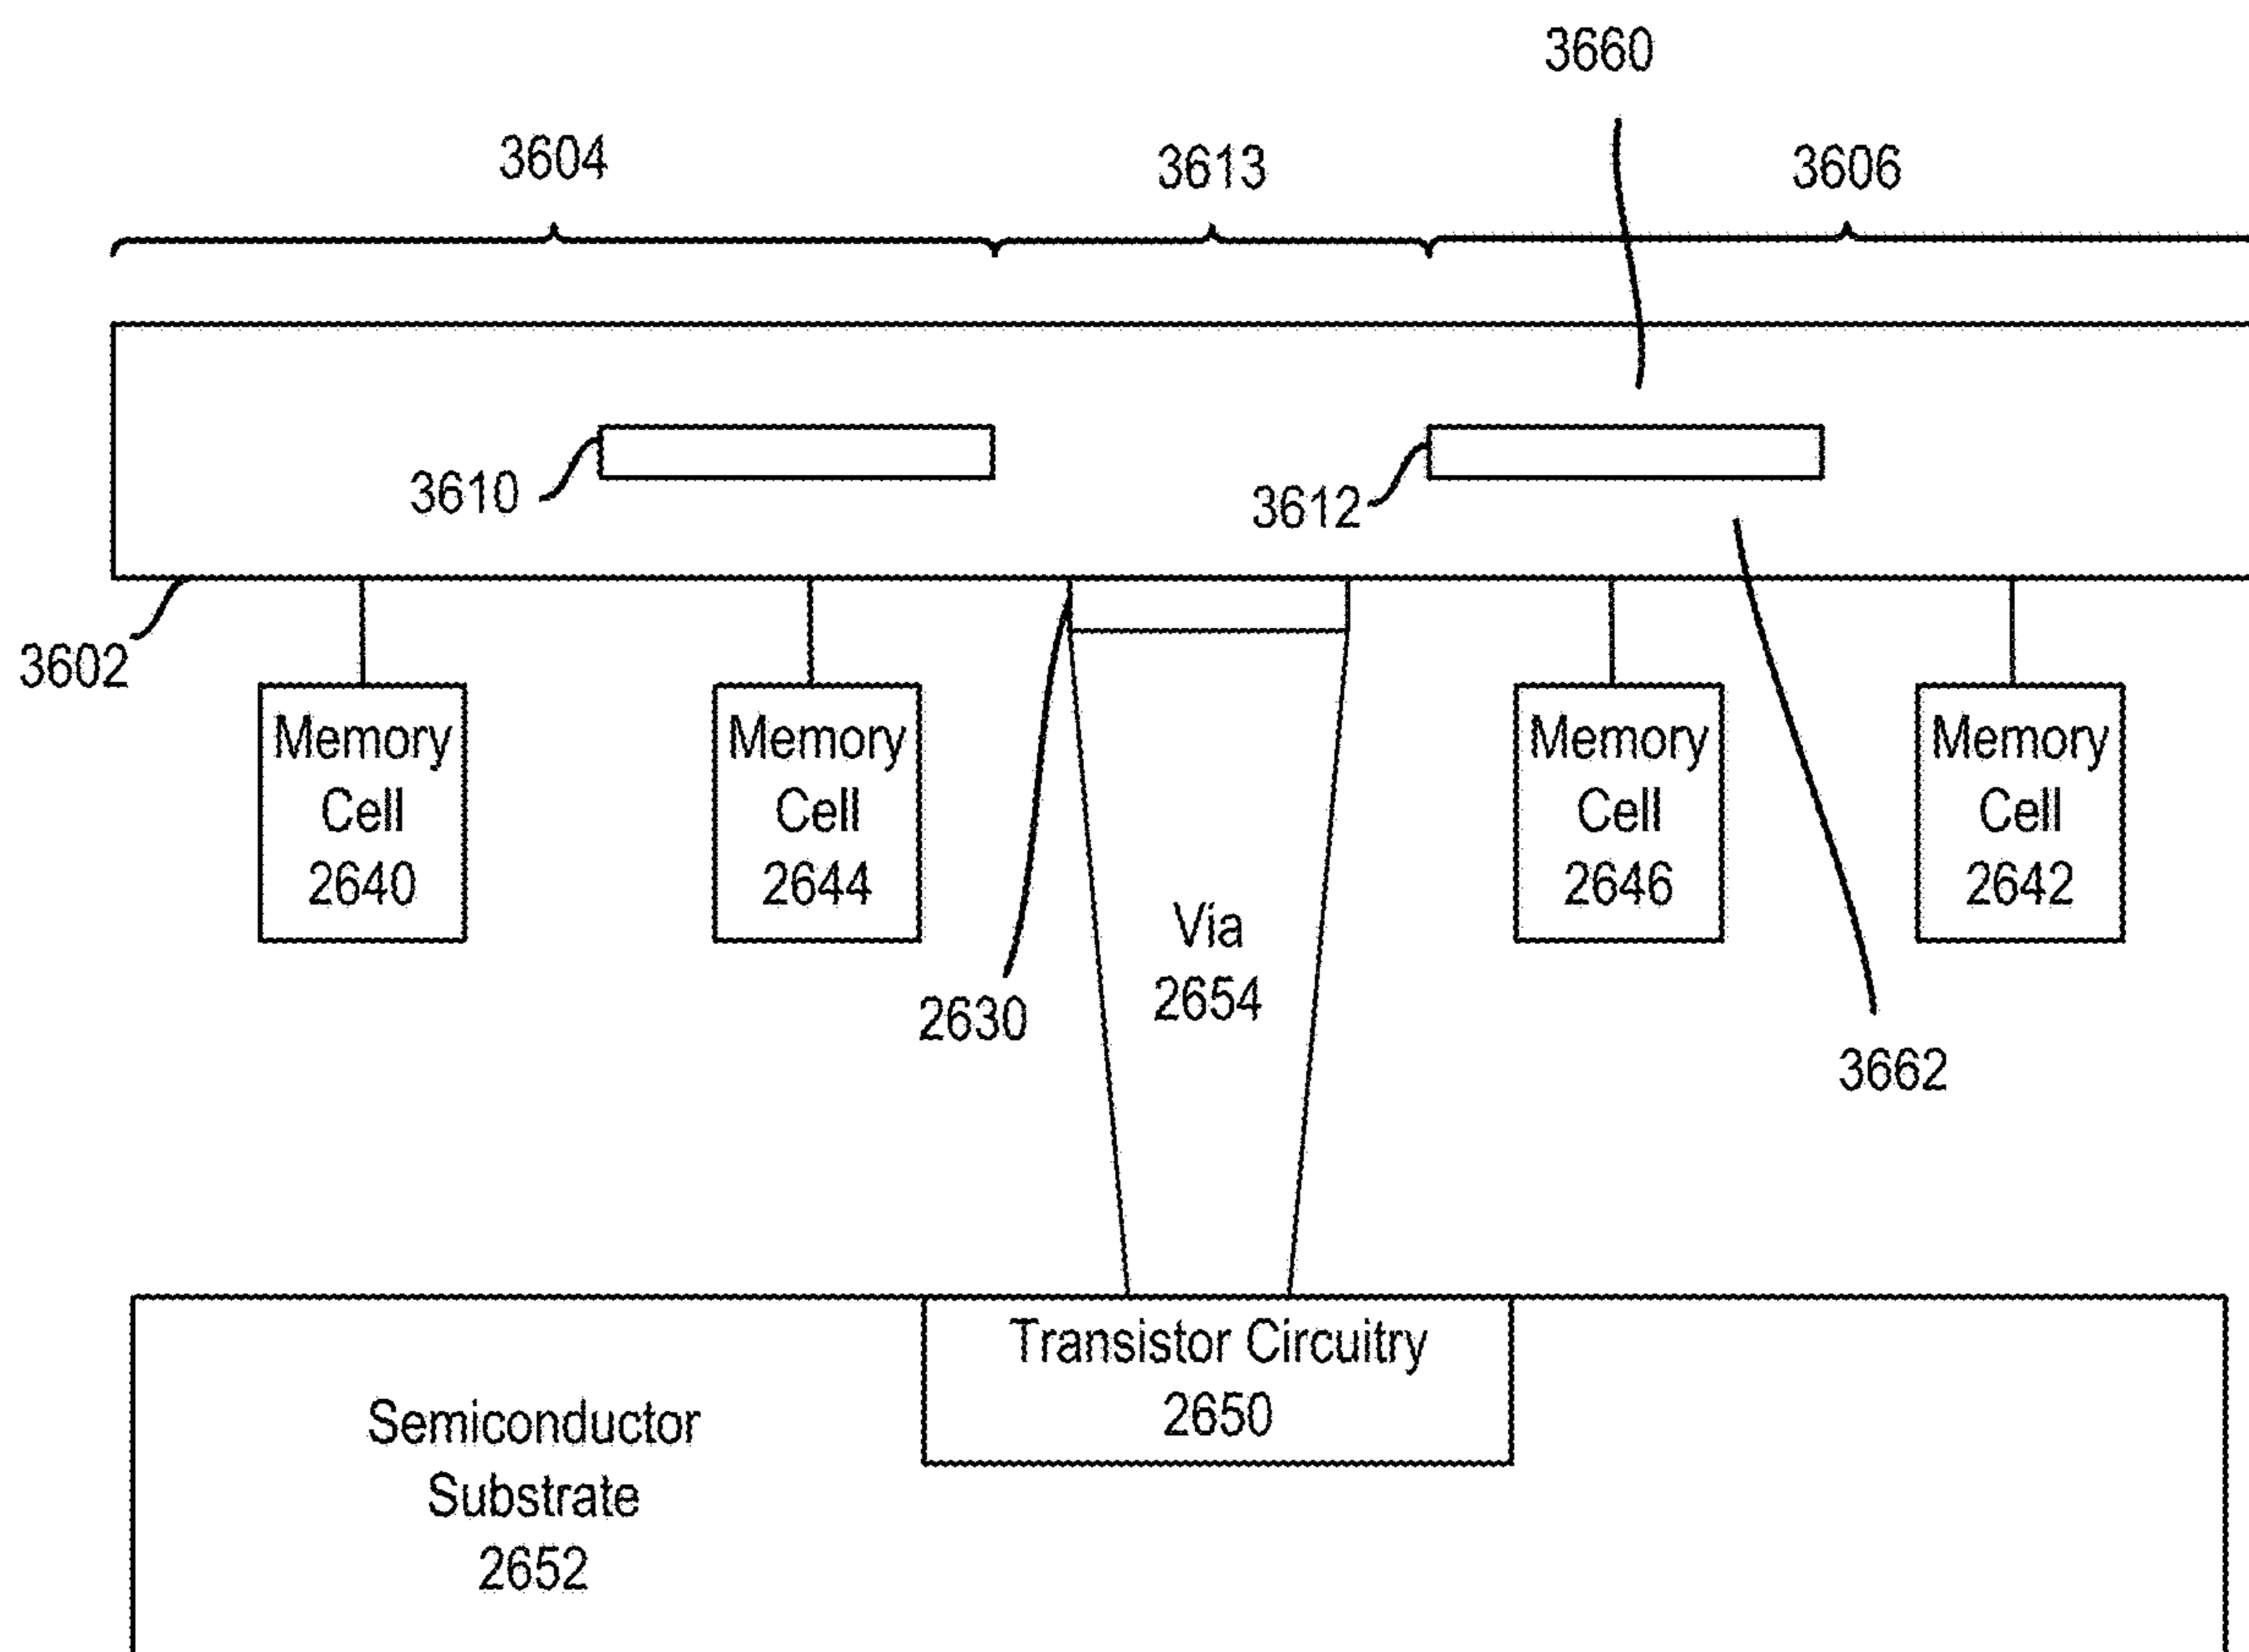 3660
3604
3613
3606
3610
3612
3602
Memory
Cell
2640
Memory
Cell
2644
Memory
Cell
2646
Memory
Cell
2642
Via
2654
2630
3662
Transistor Circuitry
2650
Semiconductor
Substrate
2652